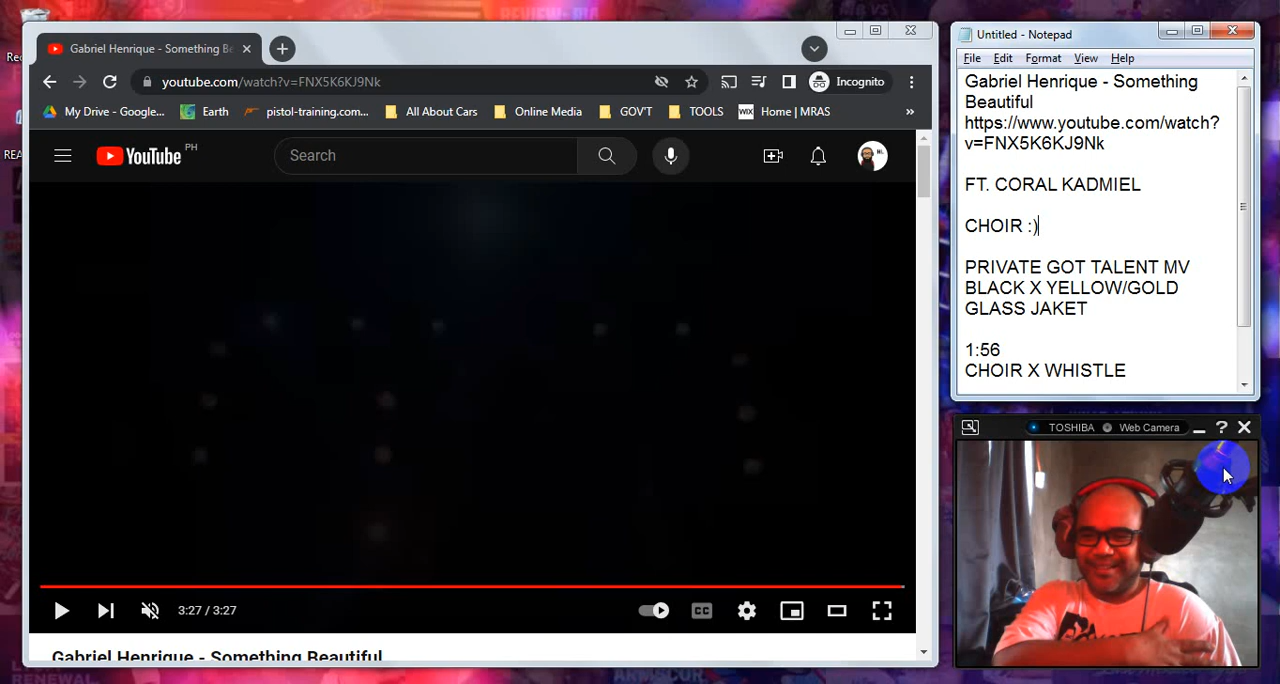 Gabriel Henrique - Something Be
youtube.com/watch?v=FNX5K6KJ9Nk
Incognito
My Drive - Google...
Earth
pistol-training.com...
All About Cars
Online Media
GOV'T
TOOLS
WIX
Home | MRAS
»
YouTube PH
Search
3:27 / 3:27
CC
Gabriel Henrique - Something Beautiful
Untitled - Notepad
File Edit Format View Help
Gabriel Henrique - Something
Beautiful
https://www.youtube.com/watch?
v=FNX5K6KJ9Nk
FT. CORAL KADMIEL
CHOIR :)
PRIVATE GOT TALENT MV
BLACK X YELLOW/GOLD
GLASS JAKET
1:56
CHOIR X WHISTLE
TOSHIBA Web Camera
RENEWAL